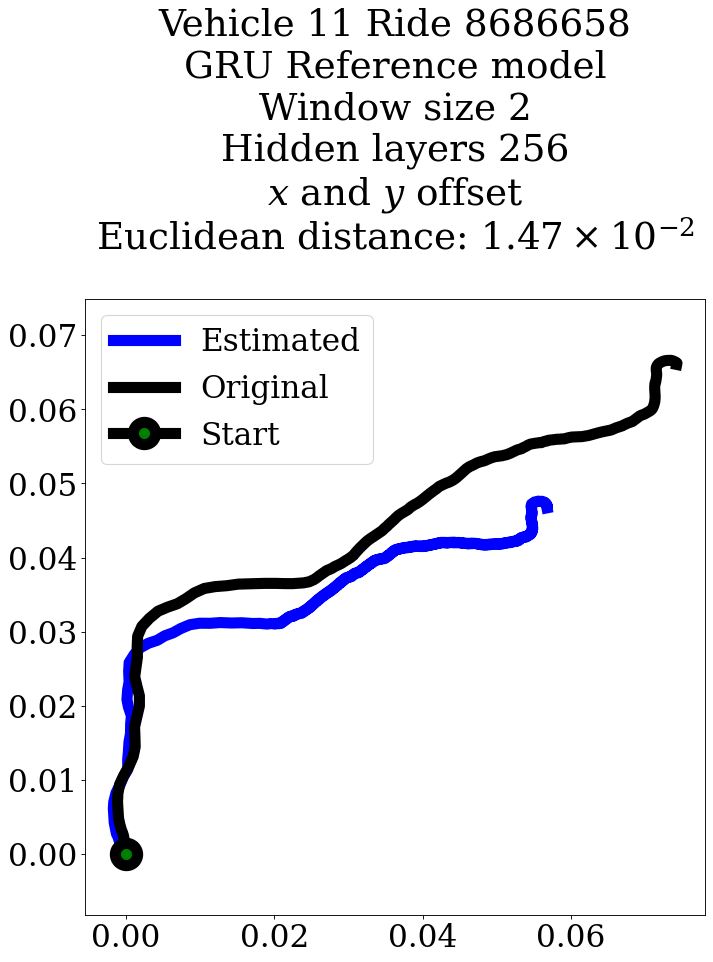 Vehicle 11 Ride 8686658
GRU Reference model
Window size 2
Hidden layers 256
x and y offset
Euclidean distance: 1.47 × 10⁻²
Estimated
Original
Start
0.07
0.06
0.05
0.04
0.03
0.02
0.01
0.00
0.00 0.02 0.04 0.06